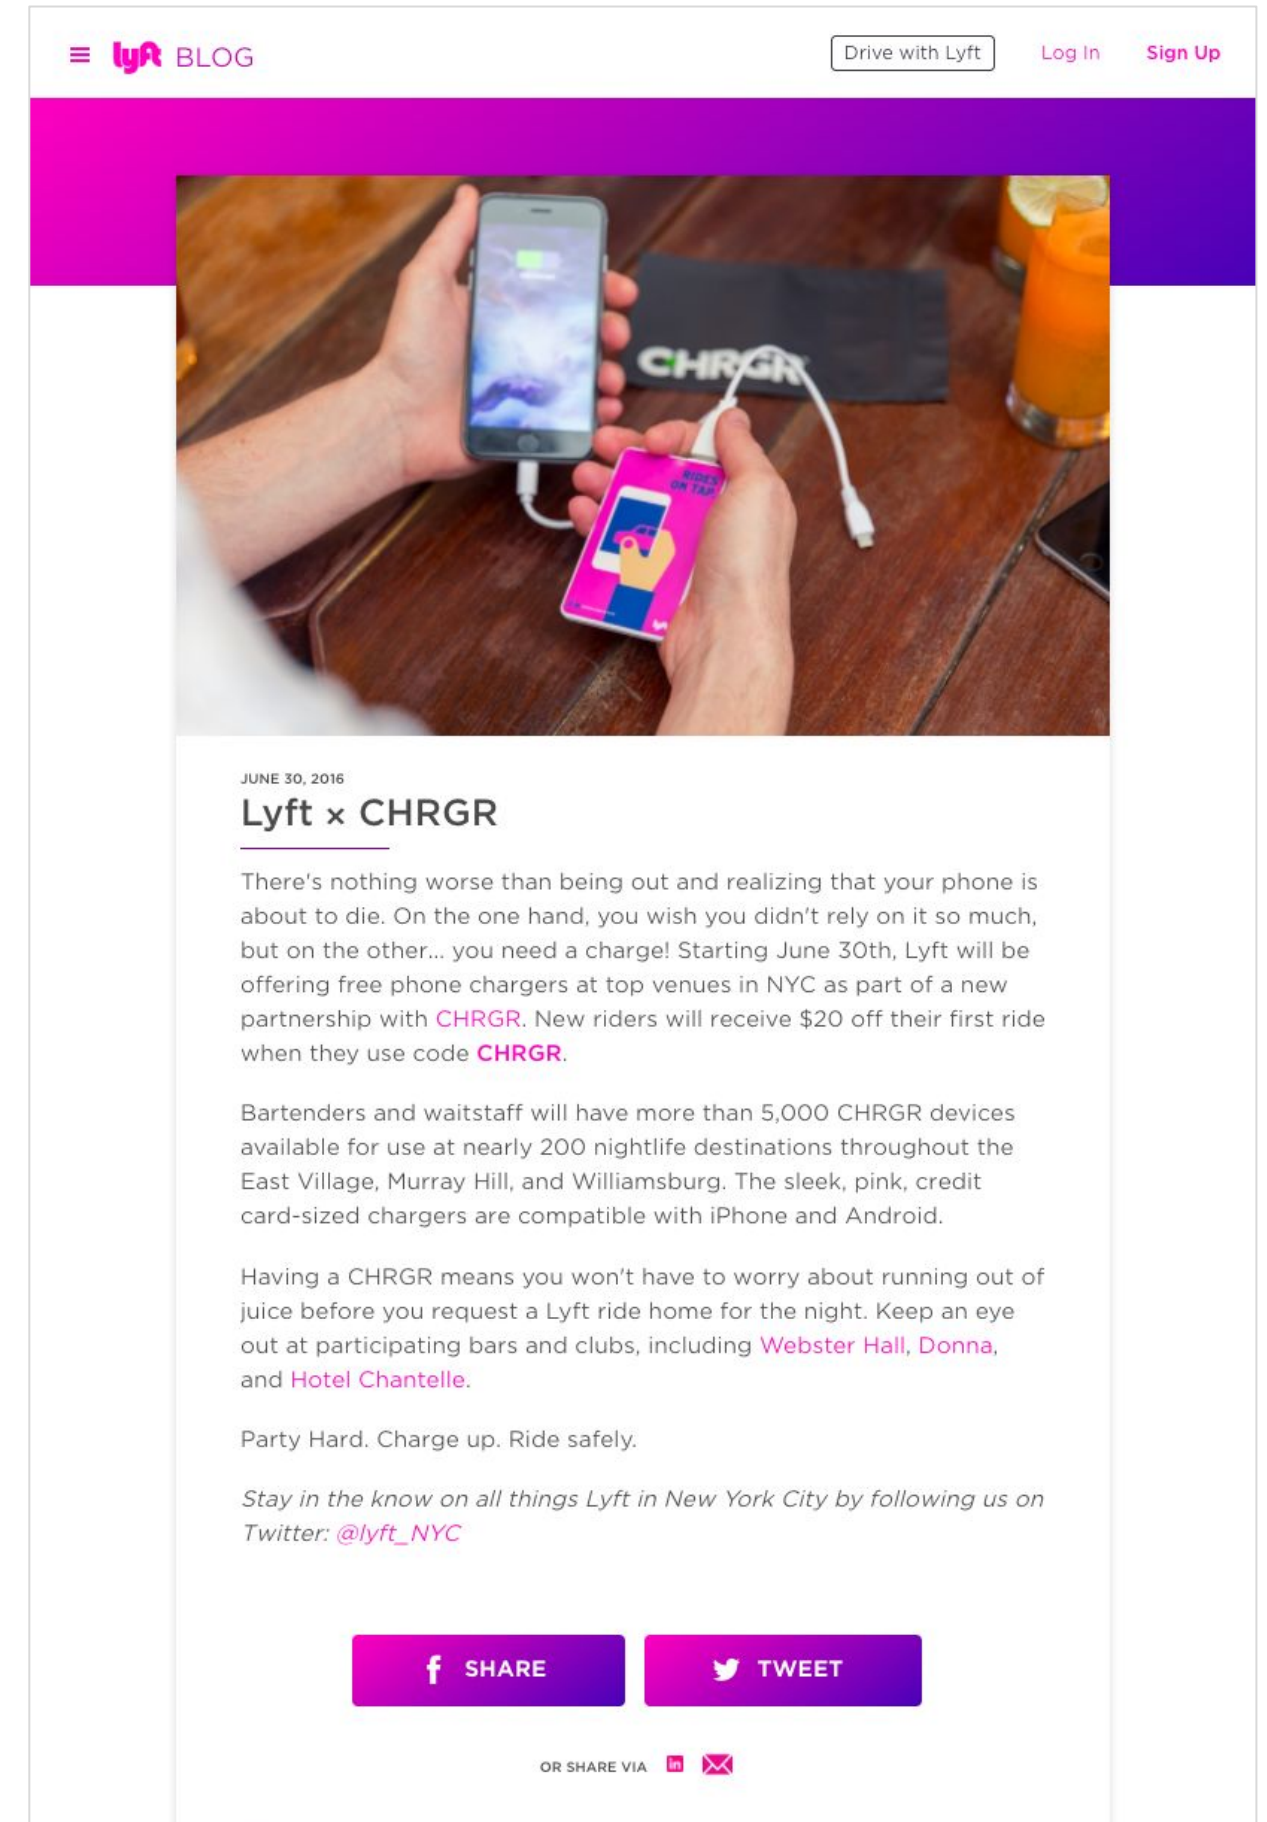 lyft BLOG
Drive with Lyft
Log In
Sign Up
CHRGR
RIDES
ON TAP
lyft
JUNE 30, 2016
Lyft × CHRGR
There's nothing worse than being out and realizing that your phone is
about to die. On the one hand, you wish you didn't rely on it so much,
but on the other... you need a charge! Starting June 30th, Lyft will be
offering free phone chargers at top venues in NYC as part of a new
partnership with CHRGR. New riders will receive $20 off their first ride
when they use code CHRGR.
Bartenders and waitstaff will have more than 5,000 CHRGR devices
available for use at nearly 200 nightlife destinations throughout the
East Village, Murray Hill, and Williamsburg. The sleek, pink, credit
card-sized chargers are compatible with iPhone and Android.
Having a CHRGR means you won't have to worry about running out of
juice before you request a Lyft ride home for the night. Keep an eye
out at participating bars and clubs, including Webster Hall, Donna,
and Hotel Chantelle.
Party Hard. Charge up. Ride safely.
Stay in the know on all things Lyft in New York City by following us on
Twitter: @lyft_NYC
f SHARE
TWEET
OR SHARE VIA in